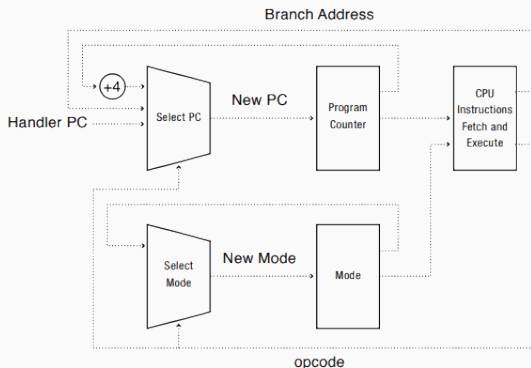 Branch Address
+4
Handler PC
Select PC
New PC
Program
Counter
CPU
Instructions
Fetch and
Execute
Select
Mode
New Mode
Mode
opcode